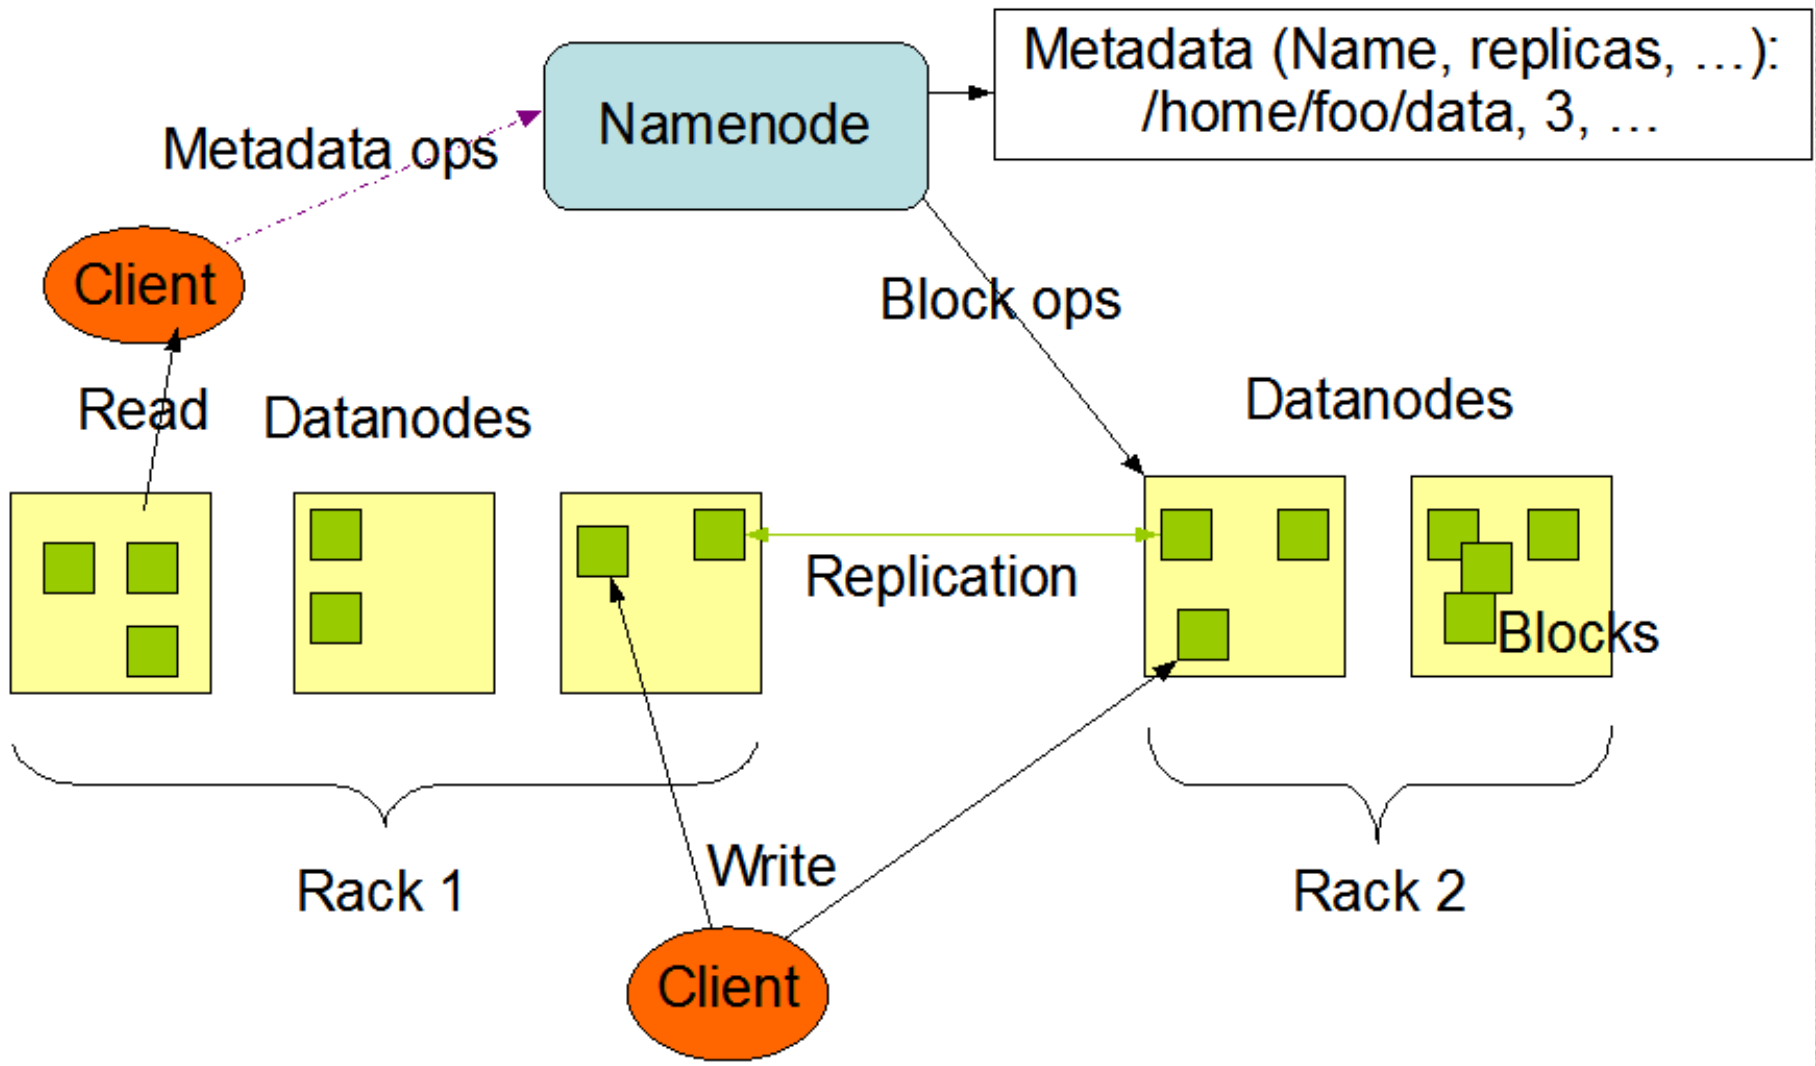 Metadata (Name, replicas, …):
/home/foo/data, 3, …
Namenode
Metadata ops
Client
Block ops
Read
Datanodes
Datanodes
Replication
Blocks
Write
Rack 1
Rack 2
Client